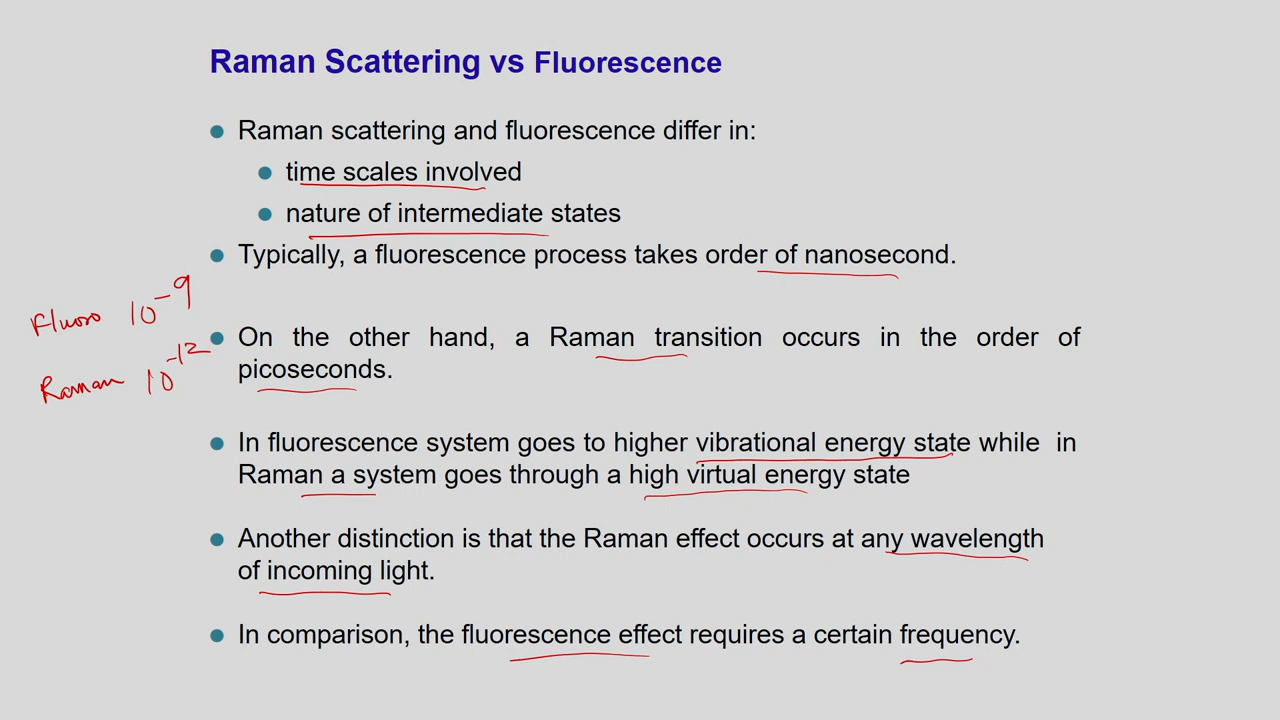 Raman Scattering vs Fluorescence
Raman scattering and fluorescence differ in:
time scales involved
nature of intermediate states
Typically, a fluorescence process takes order of nanosecond.
Fluoro 10⁻⁹
On the other hand, a Raman transition occurs in the order of
picoseconds.
Raman 10⁻¹²
In fluorescence system goes to higher vibrational energy state while in
Raman a system goes through a high virtual energy state
Another distinction is that the Raman effect occurs at any wavelength
of incoming light.
In comparison, the fluorescence effect requires a certain frequency.